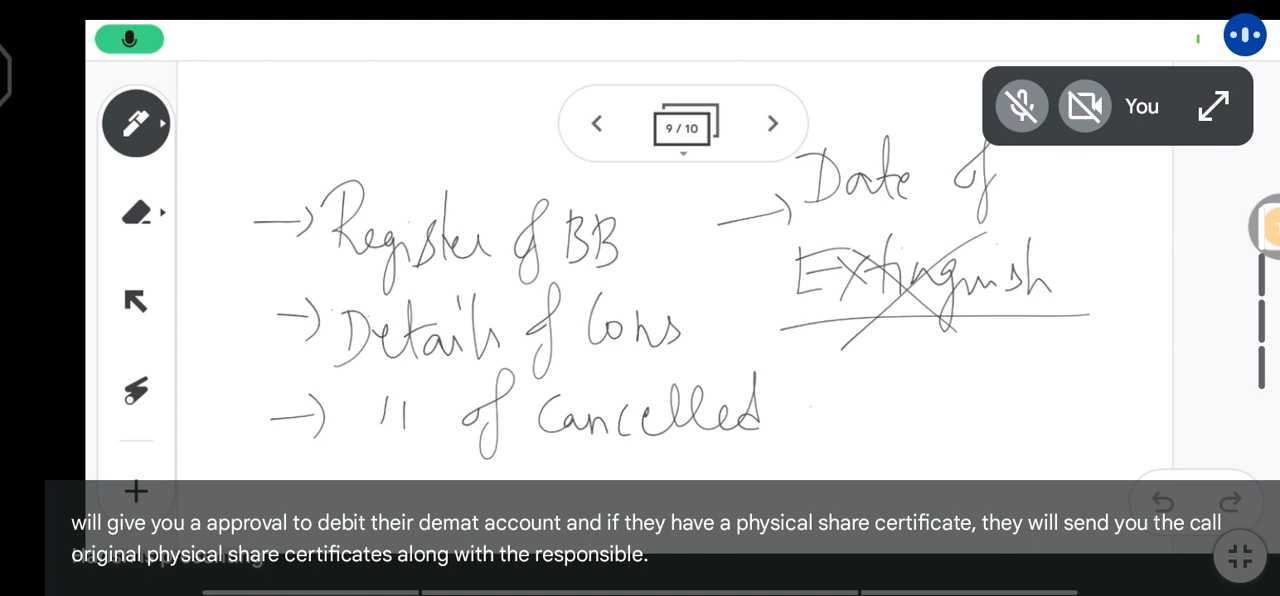 You
9 / 10
→ Register of BB
→ Details of Cons
→ 11 of Cancelled
→ Date of
Extinguish
will give you a approval to debit their demat account and if they have a physical share certificate, they will send you the call
original physical share certificates along with the responsible.